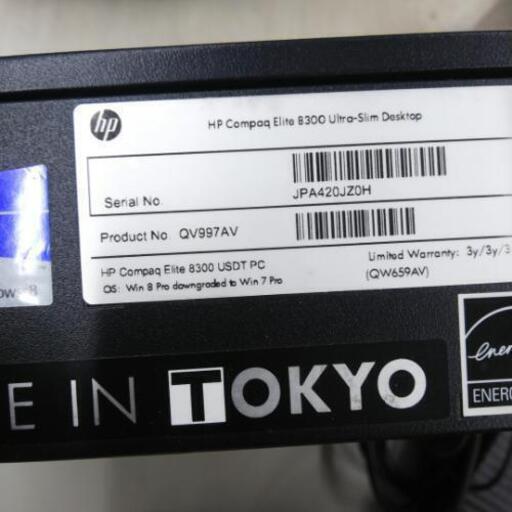 hp
HP Compaq Elite 8300 Ultra-Slim Desktop
Serial No.
JPA420JZ0H
Product No. QV997AV
HP Compaq Elite 8300 USDT PC
OS: Win 8 Pro downgraded to Win 7 Pro
Limited Warranty: 3y/3y/3
(QW659AV)
8
E IN TOKYO
ener
ENERG